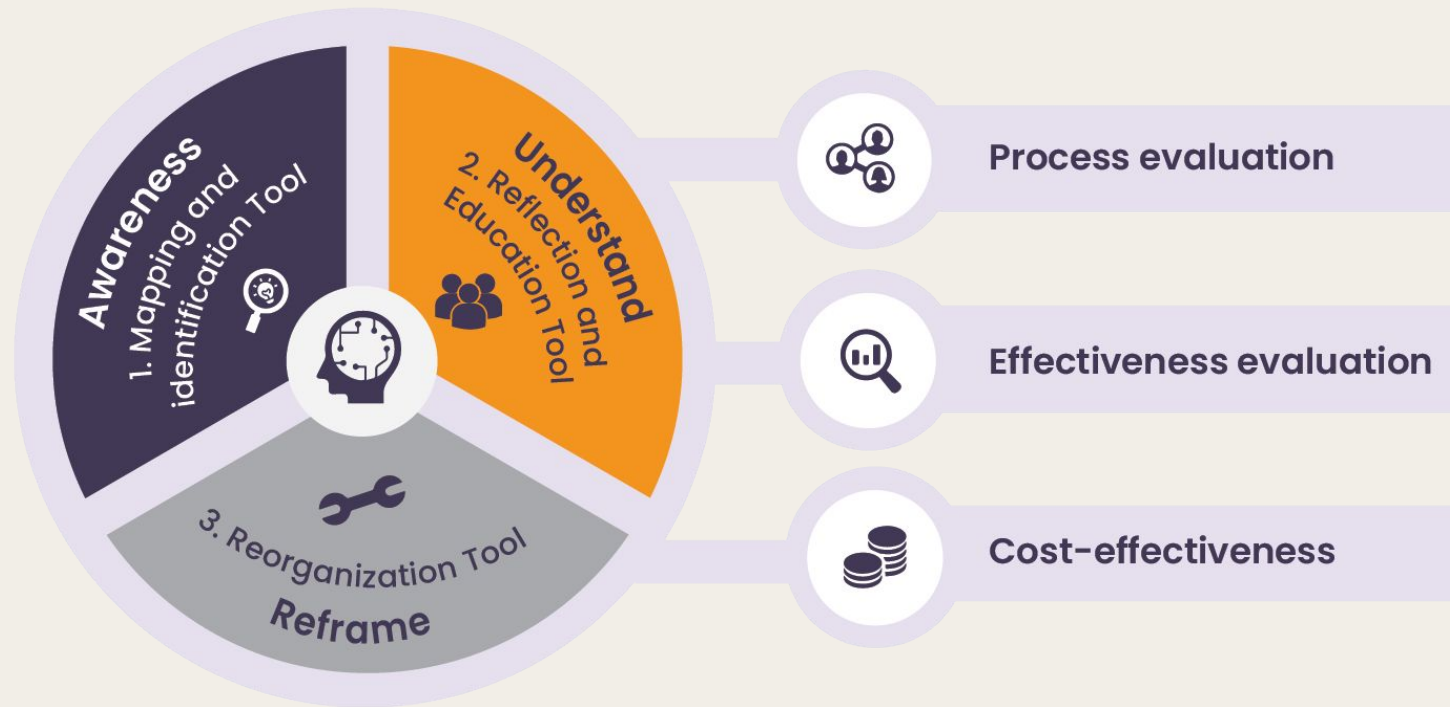 Awareness
1. Mapping and
identification Tool
Understand
2. Reflection and
Education Tool
3. Reorganization Tool
Reframe
Process evaluation
Effectiveness evaluation
Cost-effectiveness